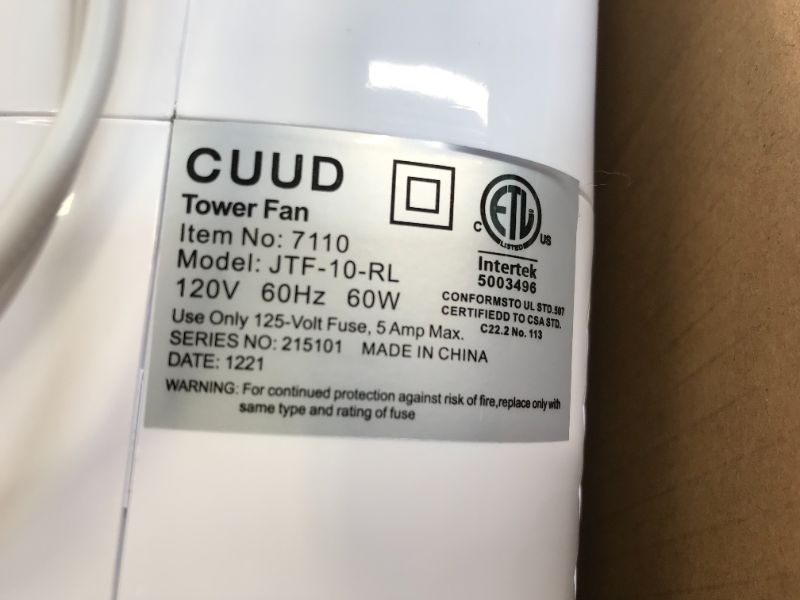 CUUD
Tower Fan
Item No: 7110
Model: JTF-10-RL
120V 60Hz 60W
Use Only 125-Volt Fuse, 5 Amp Max.
SERIES NO: 215101 MADE IN CHINA
DATE: 1221
WARNING: For continued protection against risk of fire,replace only with
same type and rating of fuse
ETL
LISTED
C US
Intertek
5003496
CONFORMSTO UL STD.507
CERTIFIEDD TO CSA STD.
C22.2 No. 113